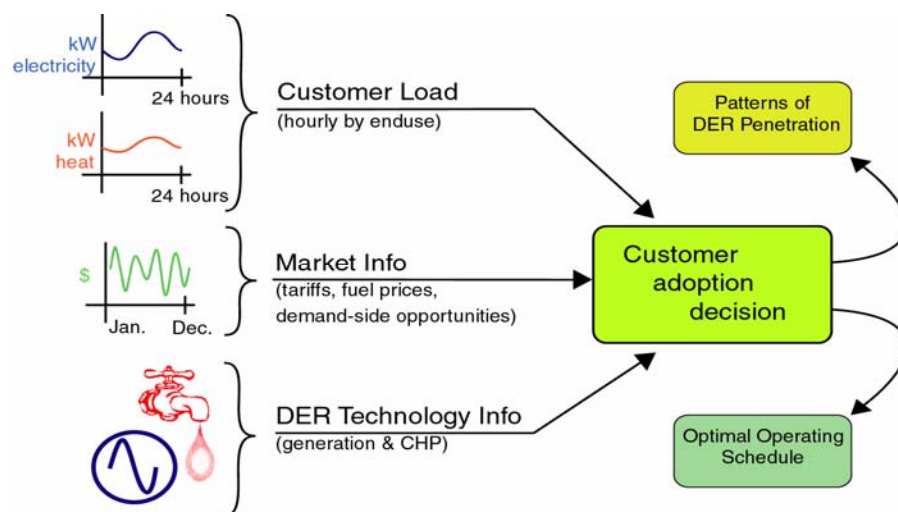 kW
electricity
24 hours
kW
heat
24 hours
Customer Load
(hourly by enduse)
$
Jan.
Dec.
Market Info
(tariffs, fuel prices,
demand-side opportunities)
DER Technology Info
(generation & CHP)
Customer
adoption
decision
Patterns of
DER Penetration
Optimal Operating
Schedule